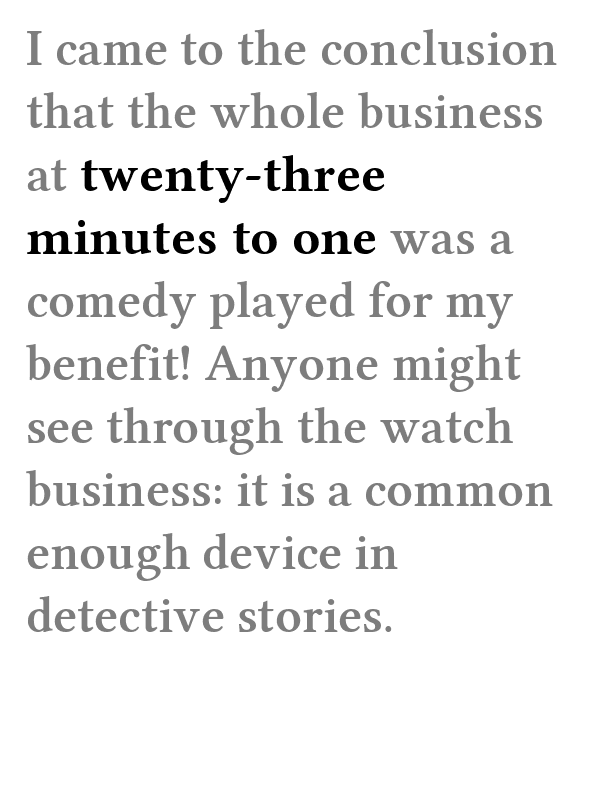 I came to the conclusion
that the whole business
at twenty-three
minutes to one was a
comedy played for my
benefit! Anyone might
see through the watch
business: it is a common
enough device in
detective stories.